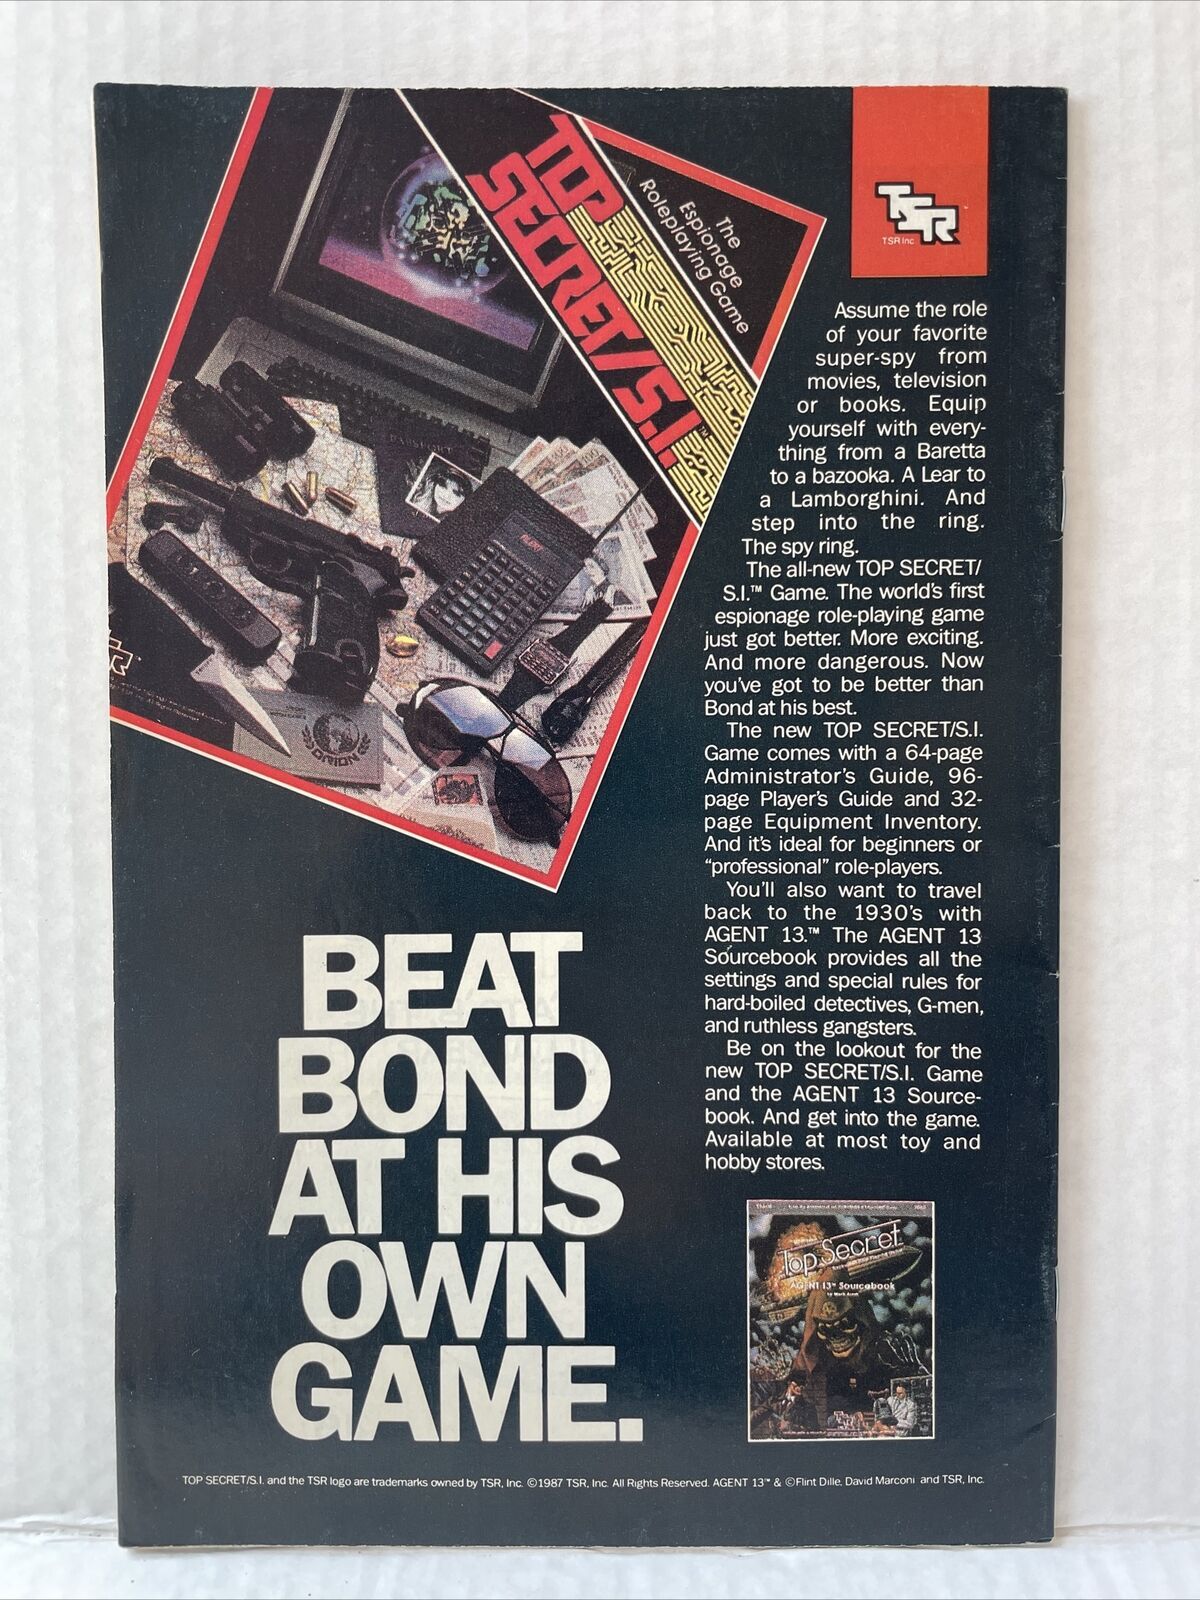 TOP
SECRET/S.I.™
The
Espionage
Roleplaying Game
TSR™
TSR Inc
PASSPORT
ORION
Assume the role
of your favorite
super-spy from
movies, television
or books. Equip
yourself with every-
thing from a Baretta
to a bazooka. A Lear to
a Lamborghini. And
step into the ring.
The spy ring.
The all-new TOP SECRET/
S.I.™ Game. The world's first
espionage role-playing game
just got better. More exciting.
And more dangerous. Now
you've got to be better than
Bond at his best.
The new TOP SECRET/S.I.
Game comes with a 64-page
Administrator's Guide, 96-
page Player's Guide and 32-
page Equipment Inventory.
And it's ideal for beginners or
"professional" role-players.
You'll also want to travel
back to the 1930's with
AGENT 13.™ The AGENT 13
Sourcebook provides all the
settings and special rules for
hard-boiled detectives, G-men,
and ruthless gangsters.
Be on the lookout for the
new TOP SECRET/S.I. Game
and the AGENT 13 Source-
book. And get into the game.
Available at most toy and
hobby stores.
BEAT
BOND
AT HIS
OWN
GAME.
Top Secret
AGENT 13™ Sourcebook
TOP SECRET/S.I. and the TSR logo are trademarks owned by TSR, Inc. ©1987 TSR, Inc. All Rights Reserved. AGENT 13™ & ©Flint Dille, David Marconi and TSR, Inc.